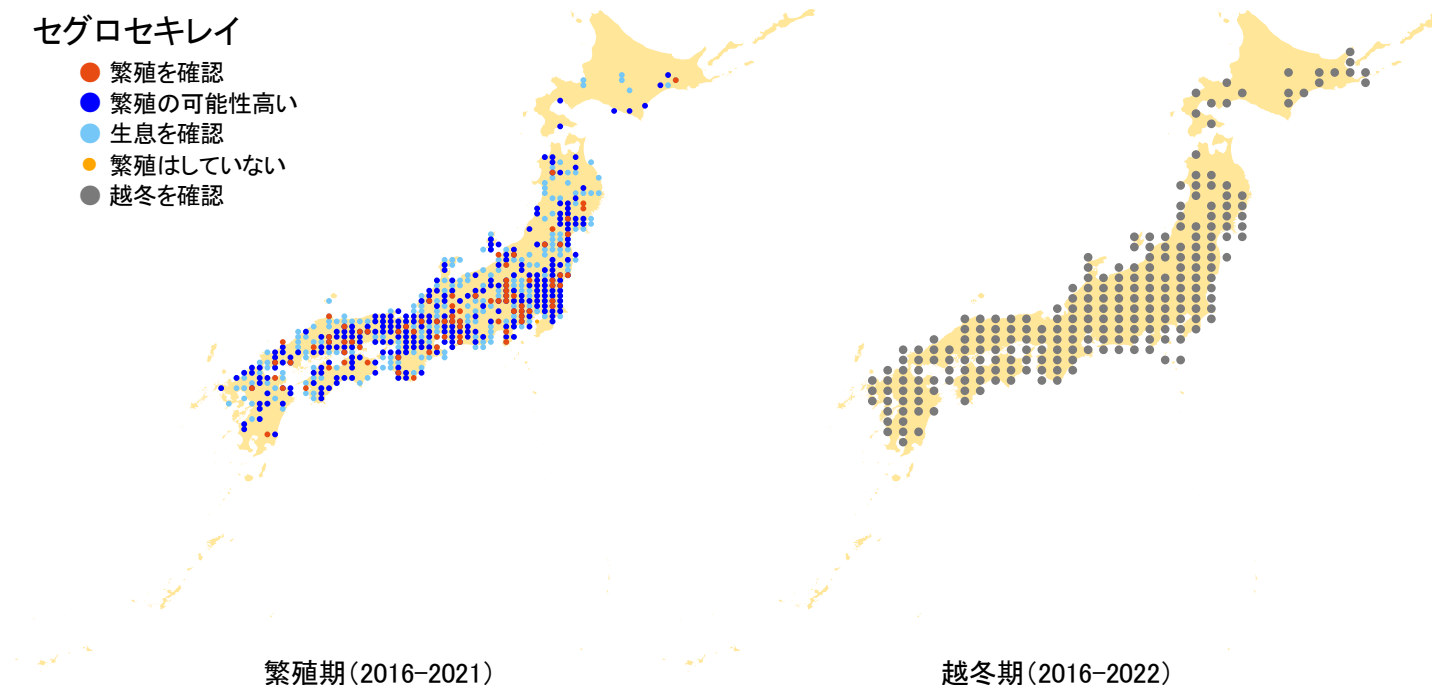 セグロセキレイ
繁殖を確認
繁殖の可能性高い
生息を確認
繁殖はしていない
越冬を確認
繁殖期(2016-2021)
越冬期(2016-2022)